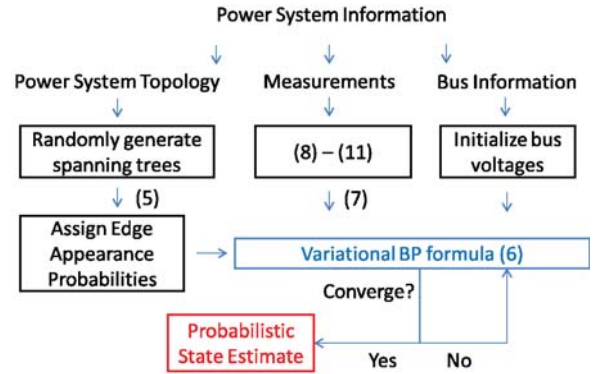 Power System Information
Power System Topology
Measurements
Bus Information
Randomly generate
spanning trees
(8) – (11)
Initialize bus
voltages
(5)
(7)
Assign Edge
Appearance
Probabilities
Variational BP formula (6)
Converge?
Probabilistic
State Estimate
Yes
No